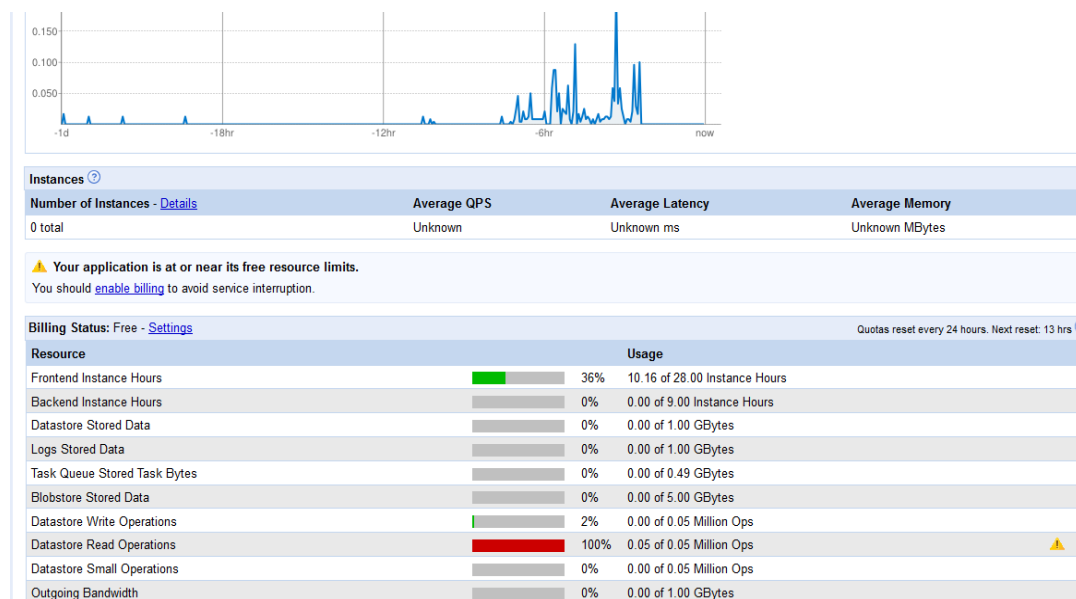 0.150
0.100
0.050
-1d -18hr -12hr -6hr now
Instances ?
Number of Instances - Details Average QPS Average Latency Average Memory
0 total Unknown Unknown ms Unknown MBytes
Your application is at or near its free resource limits.
You should enable billing to avoid service interruption.
Billing Status: Free - Settings Quotas reset every 24 hours. Next reset: 13 hrs
Resource Usage
Frontend Instance Hours 36% 10.16 of 28.00 Instance Hours
Backend Instance Hours 0% 0.00 of 9.00 Instance Hours
Datastore Stored Data 0% 0.00 of 1.00 GBytes
Logs Stored Data 0% 0.00 of 1.00 GBytes
Task Queue Stored Task Bytes 0% 0.00 of 0.49 GBytes
Blobstore Stored Data 0% 0.00 of 5.00 GBytes
Datastore Write Operations 2% 0.00 of 0.05 Million Ops
Datastore Read Operations 100% 0.05 of 0.05 Million Ops
Datastore Small Operations 0% 0.00 of 0.05 Million Ops
Outgoing Bandwidth 0% 0.00 of 1.00 GBytes